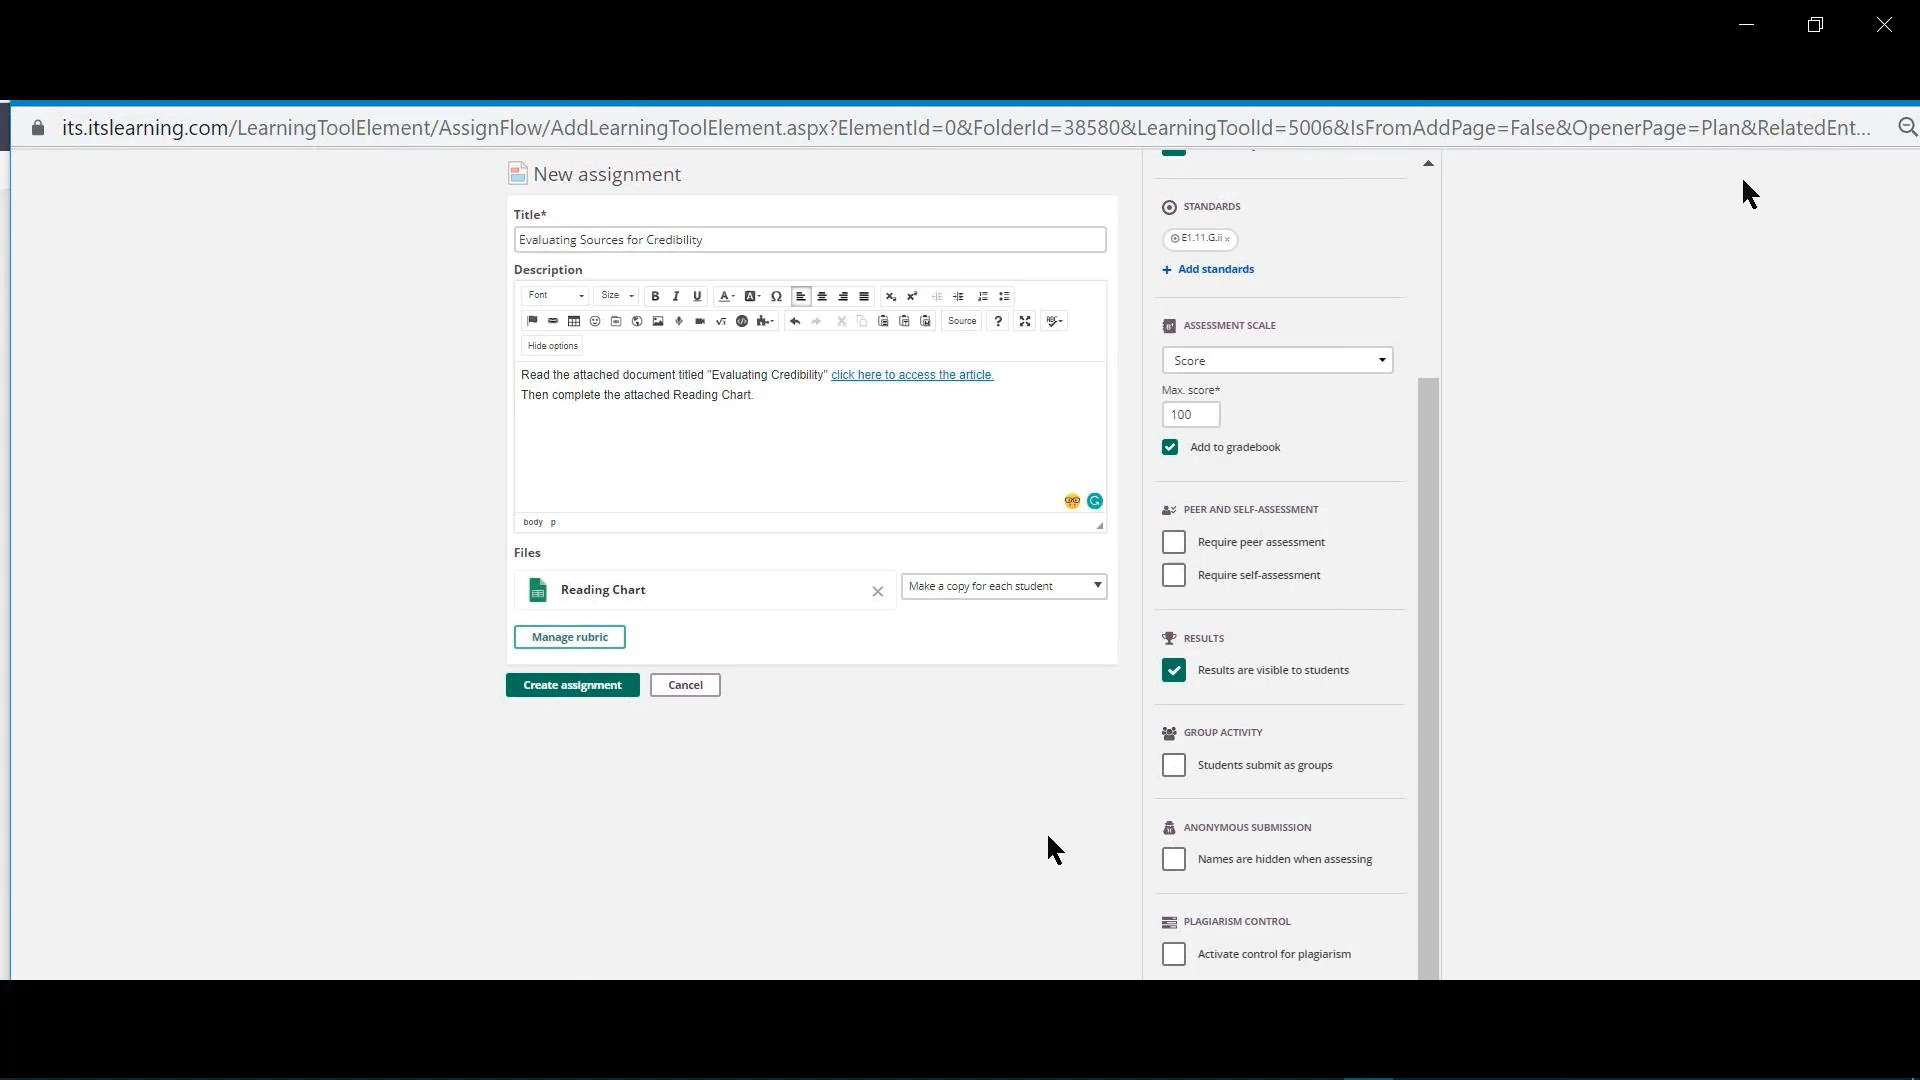 its.itslearning.com/LearningToolElement/AssignFlow/AddLearningToolElement.aspx?ElementId=0&FolderId=38580&LearningToolId=5006&IsFromAddPage=False&OpenerPage=Plan&RelatedEnt...
New assignment
Title*
Evaluating Sources for Credibility
Description
Font Size B I U A A Ω
Source ? ABC
Hide options
Read the attached document titled "Evaluating Credibility" click here to access the article.
Then complete the attached Reading Chart.
body p
Files
Reading Chart
Make a copy for each student
Manage rubric
Create assignment Cancel
STANDARDS
E1.11.G.ii x
+ Add standards
ASSESSMENT SCALE
Score
Max. score*
100
Add to gradebook
PEER AND SELF-ASSESSMENT
Require peer assessment
Require self-assessment
RESULTS
Results are visible to students
GROUP ACTIVITY
Students submit as groups
ANONYMOUS SUBMISSION
Names are hidden when assessing
PLAGIARISM CONTROL
Activate control for plagiarism